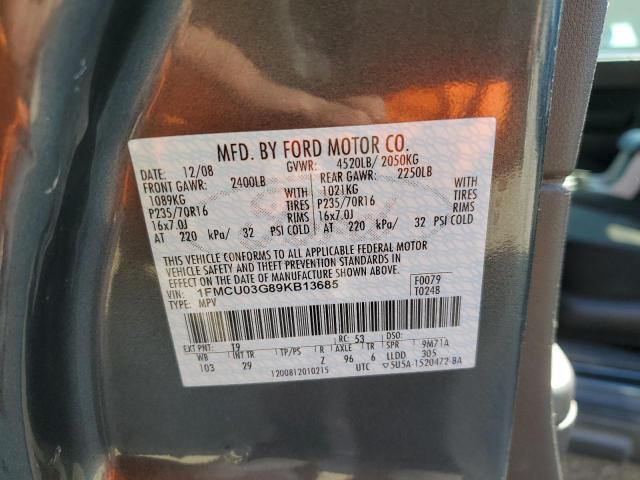 MFD. BY FORD MOTOR CO.
DATE: 12/08 GVWR: 4520LB/ 2050KG
FRONT GAWR: 2400LB REAR GAWR: 2250LB
1089KG WITH 1021KG WITH
P235/70R16 TIRES P235/70R16 TIRES
16x7.0J RIMS 16x7.0J RIMS
AT 220 kPa/ 32 PSI COLD AT 220 kPa/ 32 PSI COLD
THIS VEHICLE CONFORMS TO ALL APPLICABLE FEDERAL MOTOR
VEHICLE SAFETY AND THEFT PREVENTION STANDARDS IN
EFFECT ON THE DATE OF MANUFACTURE SHOWN ABOVE.
VIN: 1FMCU03G89KB13685 F0079
TYPE: MPV T0248
EXT PNT: T9 RC: 53 DSO:
WB INT TR TP/PS R AXLE TR SPR 9M71A
103 29 Z 96 6 LLDD 305
1200812010215 UTC ▽5U5A-1520472-BA